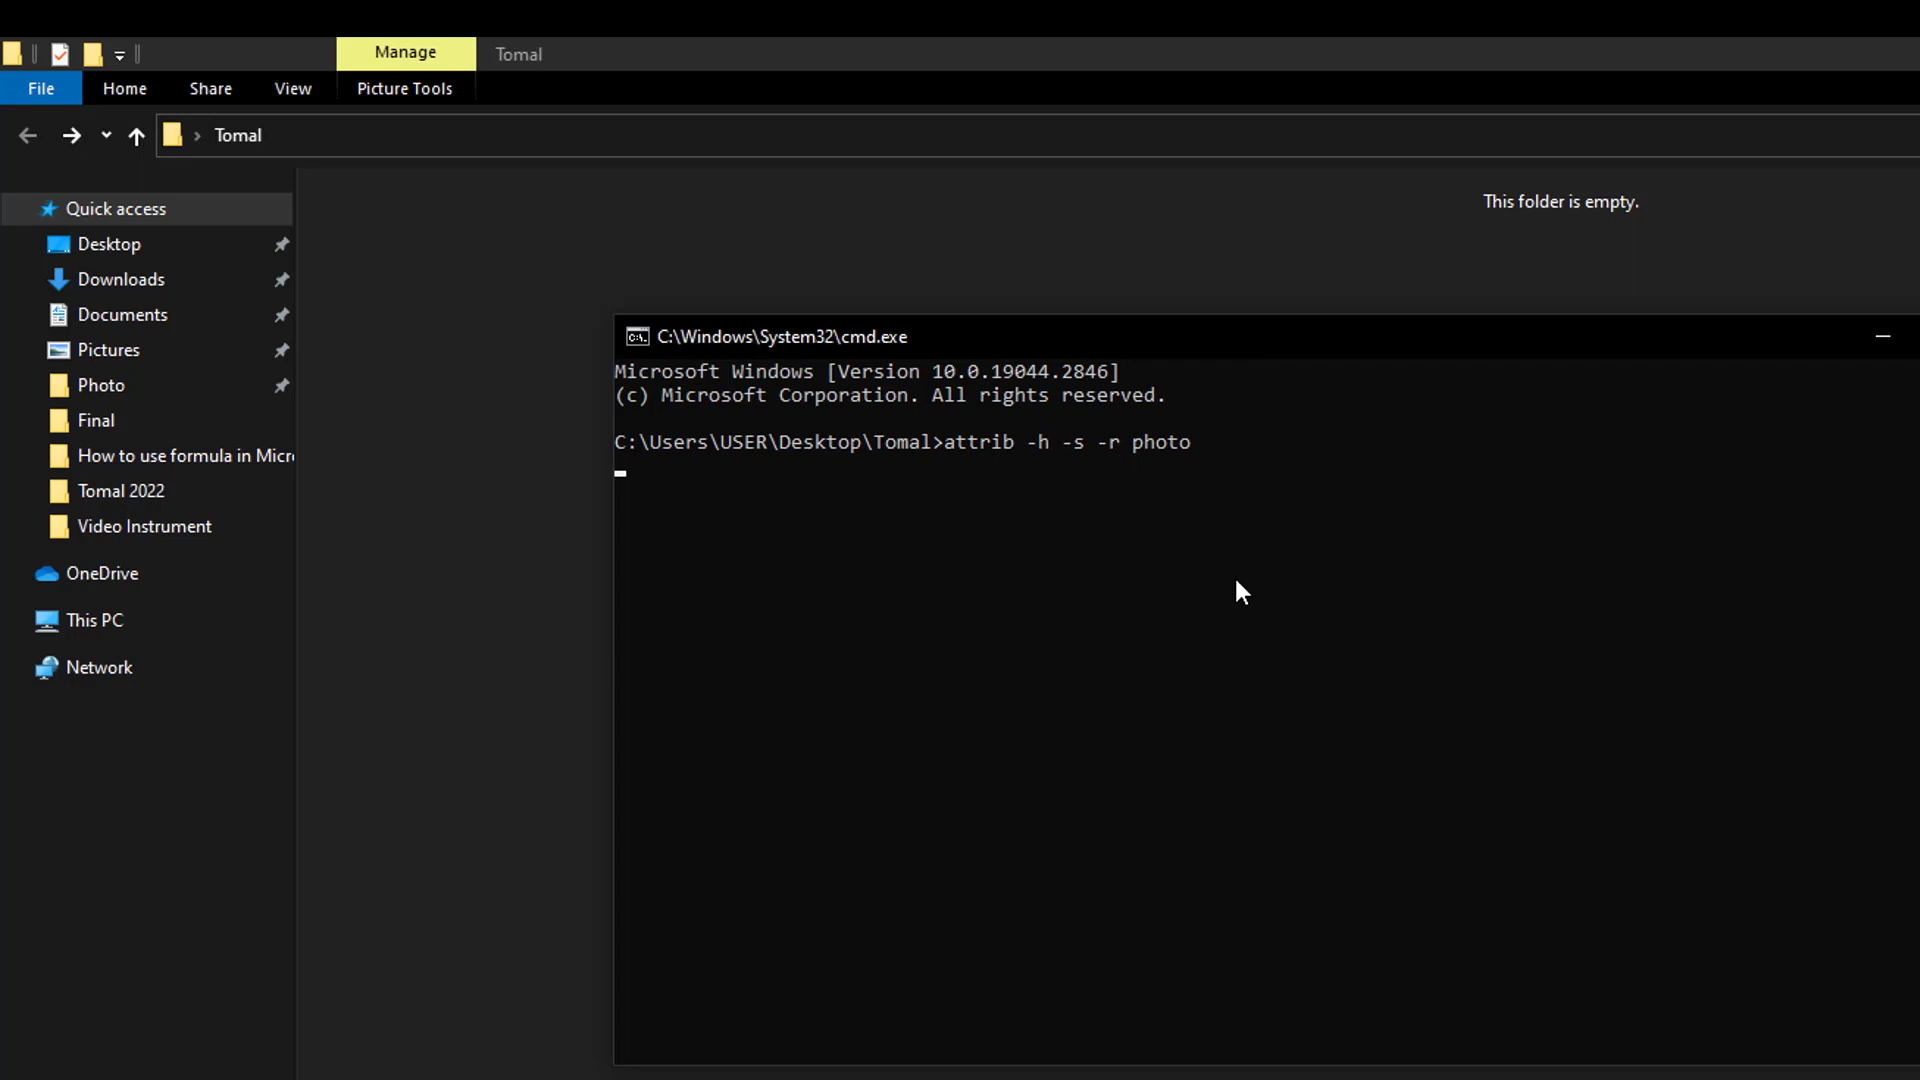 Manage
Tomal
File
Home
Share
View
Picture Tools
Tomal
Quick access
This folder is empty.
Desktop
Downloads
Documents
Pictures
Photo
Final
How to use formula in Micr
Tomal 2022
Video Instrument
OneDrive
This PC
Network
C:\Windows\System32\cmd.exe
Microsoft Windows [Version 10.0.19044.2846]
(c) Microsoft Corporation. All rights reserved.
C:\Users\USER\Desktop\Tomal>attrib -h -s -r photo